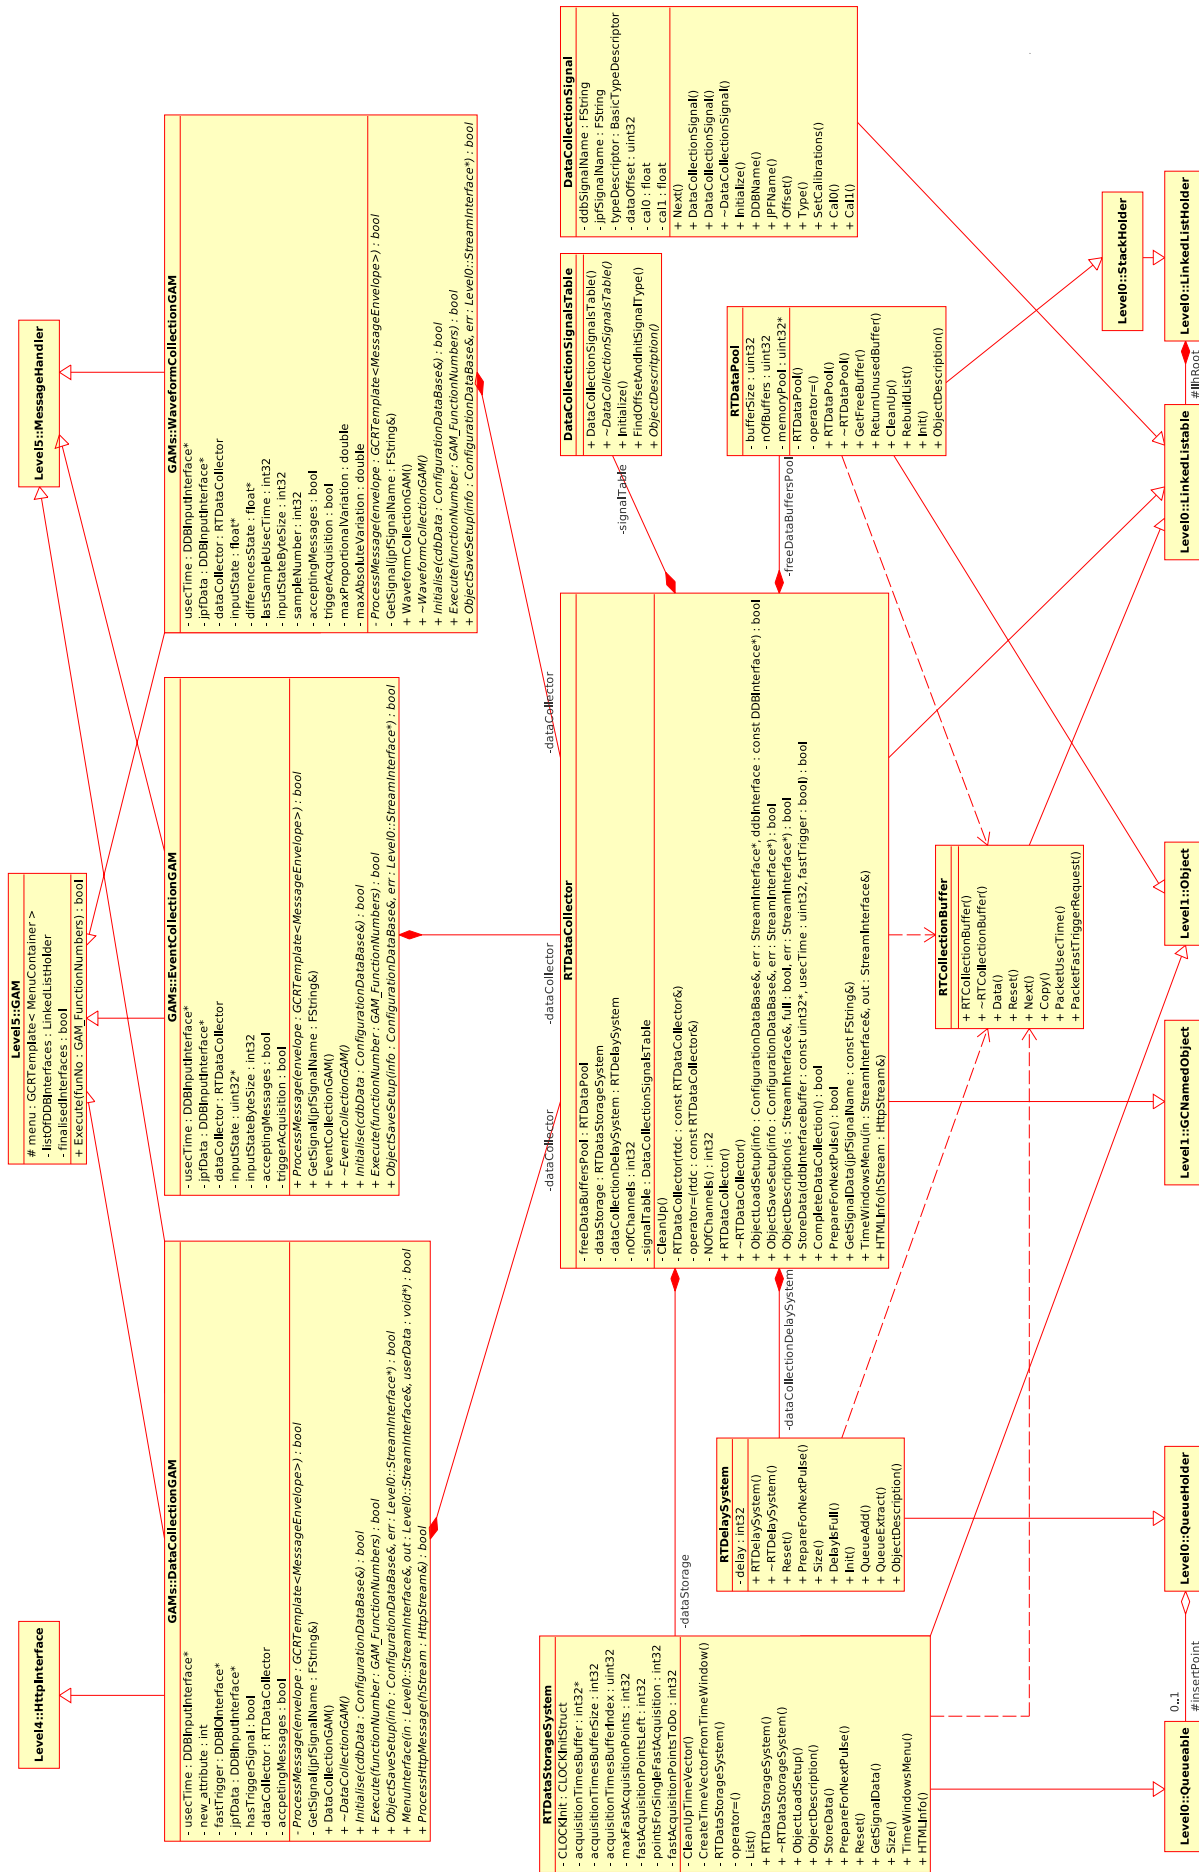 Level4::HttpInterface
Level5::GAM
# menu : GCRTemplate< MenuContainer >
- listOfDDBInterfaces : LinkedListHolder
- finalisedInterfaces : bool
+ Execute(funNo : GAM_FunctionNumbers) : bool
Level5::MessageHandler
GAMs::DataCollectionGAM
- usecTime : DDBInputInterface*
- new_attribute : int
- fastTrigger : DDBIOInterface*
- jpfData : DDBInputInterface*
- hasTriggerSignal : bool
- dataCollector : RTDataCollector
- accpetingMessages : bool
- ProcessMessage(envelope : GCRTemplate<MessageEnvelope>) : bool
- GetSignal(jpfSignalName : FString&)
+ DataCollectionGAM()
+ ~DataCollectionGAM()
+ Initialise(cdbData : ConfigurationDataBase&) : bool
+ Execute(functionNumber : GAM_FunctionNumbers) : bool
+ ObjectSaveSetup(info : ConfigurationDataBase&, err : Level0::StreamInterface*) : bool
+ MenuInterface(in : Level0::StreamInterface&, out : Level0::StreamInterface&, userData : void*) : bool
+ ProcessHttpMessage(hStream : HttpStream&) : bool
GAMs::EventCollectionGAM
- usecTime : DDBInputInterface*
- jpfData : DDBInputInterface*
- dataCollector : RTDataCollector
- inputState : uint32*
- inputStateByteSize : int32
- acceptingMessages : bool
- triggerAcquisition : bool
+ ProcessMessage(envelope : GCRTemplate<MessageEnvelope>) : bool
+ GetSignal(jpfSignalName : FString&)
+ EventCollectionGAM()
+ ~EventCollectionGAM()
+ Initialise(cdbData : ConfigurationDataBase&) : bool
+ Execute(functionNumber : GAM_FunctionNumbers) : bool
+ ObjectSaveSetup(info : ConfigurationDataBase&, err : Level0::StreamInterface*) : bool
GAMs::WaveformCollectionGAM
- usecTime : DDBInputInterface*
- jpfData : DDBInputInterface*
- dataCollector : RTDataCollector
- inputState : float*
- differencesState : float*
- lastSampleUsecTime : int32
- inputStateByteSize : int32
- sampleNumber : int32
- acceptingMessages : bool
- triggerAcquisition : bool
- maxProportionalVariation : double
- maxAbsoluteVariation : double
- ProcessMessage(envelope : GCRTemplate<MessageEnvelope>) : bool
- GetSignal(jpfSignalName : FString&)
+ WaveformCollectionGAM()
+ ~WaveformCollectionGAM()
+ Initialise(cdbData : ConfigurationDataBase&) : bool
+ Execute(functionNumber : GAM_FunctionNumbers) : bool
+ ObjectSaveSetup(info : ConfigurationDataBase&, err : Level0::StreamInterface*) : bool
-dataCollector
-dataCollector
-dataCollector
RTDataStorageSystem
- CLOCKInit : CLOCKInitStruct
- acquisitionTimesBuffer : int32*
- acquisitionTimesBufferSize : int32
- acquisitionTimesBufferIndex : uint32
- maxFastAcquisitionPoints : int32
- fastAcquisitionPointsLeft : int32
- pointsForSingleFastAcquisition : int32
- fastAcquisitionPointsToDo : int32
- CleanUpTimeVector()
- CreateTimeVectorFromTimeWindow()
- RTDataStorageSystem()
- operator=()
- List()
+ RTDataStorageSystem()
+ ~RTDataStorageSystem()
+ ObjectLoadSetup()
+ ObjectDescription()
+ StoreData()
+ PrepareForNextPulse()
+ Reset()
+ GetSignalData()
+ Size()
+ TimeWindowsMenu()
+ HTMLInfo()
-dataStorage
RTDataCollector
- freeDataBuffersPool : RTDataPool
- dataStorage : RTDataStorageSystem
- dataCollectionDelaySystem : RTDelaySystem
- nOfChannels : int32
- signalTable : DataCollectionSignalsTable
- CleanUp()
- RTDataCollector(rtdc : const RTDataCollector&)
- operator=(rtdc : const RTDataCollector&)
- NOfChannels() : int32
+ RTDataCollector()
+ ~RTDataCollector()
+ ObjectLoadSetup(info : ConfigurationDataBase&, err : StreamInterface*, ddbInterface : const DDBInterface*) : bool
+ ObjectSaveSetup(info : ConfigurationDataBase&, err : StreamInterface*) : bool
+ ObjectDescription(s : StreamInterface&, full : bool, err : StreamInterface*) : bool
+ StoreData(ddbInterfaceBuffer : const uint32*, usecTime : uint32, fastTrigger : bool) : bool
+ CompleteDataCollection() : bool
+ PrepareForNextPulse() : bool
+ GetSignalData(jpfSignalName : const FString&)
+ TimeWindowsMenu(in : StreamInterface&, out : StreamInterface&)
+ HTMLInfo(hStream : HttpStream&)
-signalTable
DataCollectionSignalsTable
+ DataCollectionSignalsTable()
+ ~DataCollectionSignalsTable()
+ Initialize()
+ FindOffsetAndInitSignalType()
+ ObjectDescritption()
DataCollectionSignal
- ddbSignalName : FString
- jpfSignalName : FString
- typeDescriptor : BasicTypeDescriptor
- dataOffset : uint32
- cal0 : float
- cal1 : float
+ Next()
+ DataCollectionSignal()
+ DataCollectionSignal()
+ ~DataCollectionSignal()
+ Initialize()
+ DDBName()
+ JPFName()
+ Offset()
+ Type()
+ SetCalibrations()
+ Cal0()
+ Cal1()
RTDelaySystem
- delay : int32
+ RTDelaySystem()
+ ~RTDelaySystem()
+ Reset()
+ PrepareForNextPulse()
+ Size()
+ DelayIsFull()
+ Init()
+ QueueAdd()
+ QueueExtract()
+ ObjectDescription()
-dataCollectionDelaySystem
-freeDataBuffersPool
RTDataPool
- bufferSize : uint32
- nOfBuffers : uint32
- memoryPool : uint32*
- RTDataPool()
- operator=()
+ RTDataPool()
+ ~RTDataPool()
+ GetFreeBuffer()
+ ReturnUnusedBuffer()
+ CleanUp()
+ RebuildList()
+ Init()
+ ObjectDescription()
RTCollectionBuffer
+ RTCollectionBuffer()
+ ~RTCollectionBuffer()
+ Data()
+ Reset()
+ Next()
+ Copy()
+ PacketUsecTime()
+ PacketFastTriggerRequest()
Level0::StackHolder
Level0::Queueable
0..1
#insertPoint
Level0::QueueHolder
Level1::GCNamedObject
Level1::Object
Level0::LinkedListable
#llhRoot
Level0::LinkedListHolder